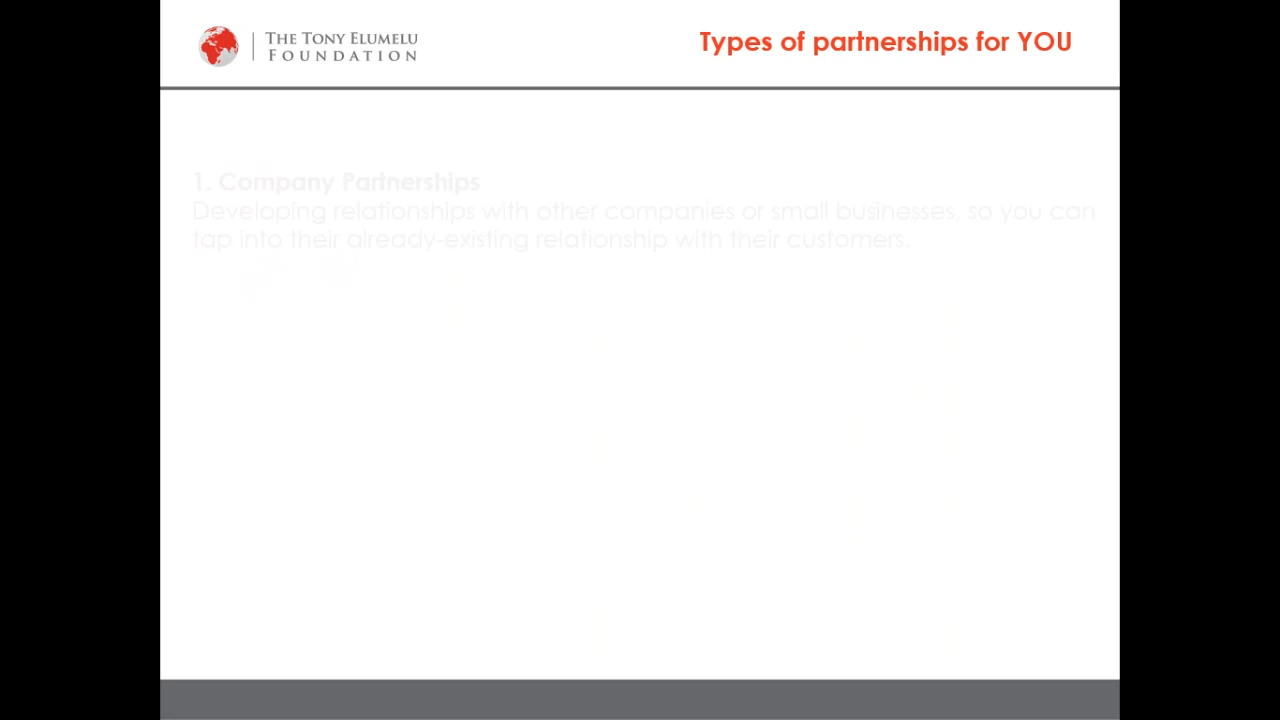 THE TONY ELUMELU
FOUNDATION
Types of partnerships for YOU
1. Company Partnerships
Developing relationships with other companies or small businesses, so you can
tap into their already-existing relationship with their customers.